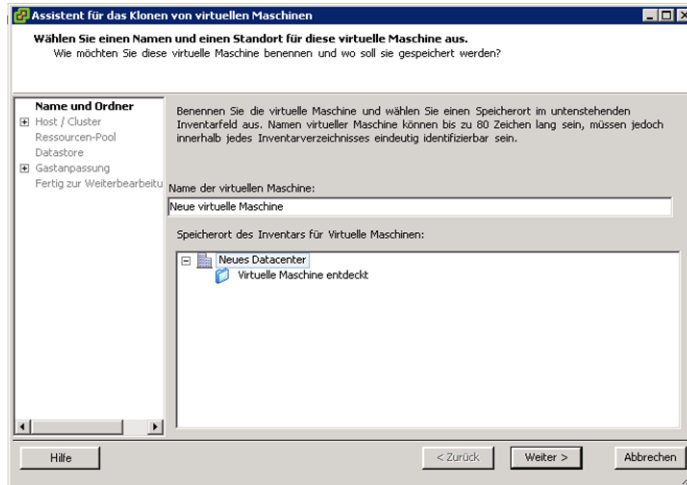 Assistent für das Klonen von virtuellen Maschinen
Wählen Sie einen Namen und einen Standort für diese virtuelle Maschine aus.
Wie möchten Sie diese virtuelle Maschine benennen und wo soll sie gespeichert werden?
Name und Ordner
Host / Cluster
Ressourcen-Pool
Datastore
Gastanpassung
Fertig zur Weiterbearbeitu
Benennen Sie die virtuelle Maschine und wählen Sie einen Speicherort im untenstehenden
Inventarfeld aus. Namen virtueller Maschine können bis zu 80 Zeichen lang sein, müssen jedoch
innerhalb jedes Inventarverzeichnisses eindeutig identifizierbar sein.
Name der virtuellen Maschine:
Neue virtuelle Maschine
Speicherort des Inventars für Virtuelle Maschinen:
Neues Datacenter
Virtuelle Maschine entdeckt
Hilfe
< Zurück
Weiter >
Abbrechen